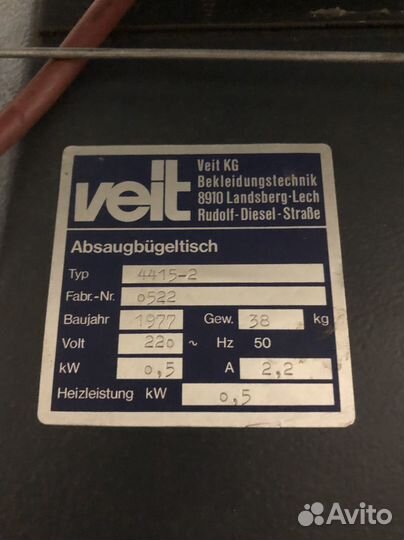 veit
Veit KG
Bekleidungstechnik
8910 Landsberg-Lech
Rudolf-Diesel-Straße
Absaugbügeltisch
Typ 4415-2
Fabr.-Nr. 0522
Baujahr 1977 Gew. 38 kg
Volt 220 ~ Hz 50
kW 0,5 A 2,2
Heizleistung kW 0,5
Avito